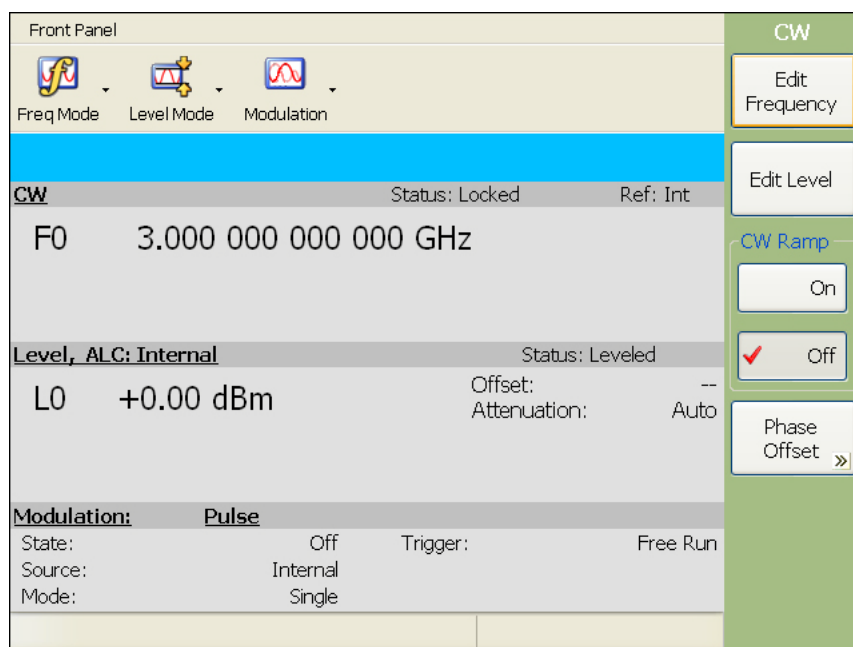 Front Panel
Freq Mode Level Mode Modulation
CW Status: Locked Ref: Int
F0 3.000 000 000 000 GHz
Level, ALC: Internal Status: Leveled
L0 +0.00 dBm
Offset: --
Attenuation: Auto
Modulation: Pulse
State: Off Trigger: Free Run
Source: Internal
Mode: Single
CW
Edit
Frequency
Edit Level
CW Ramp
On
Off
Phase
Offset